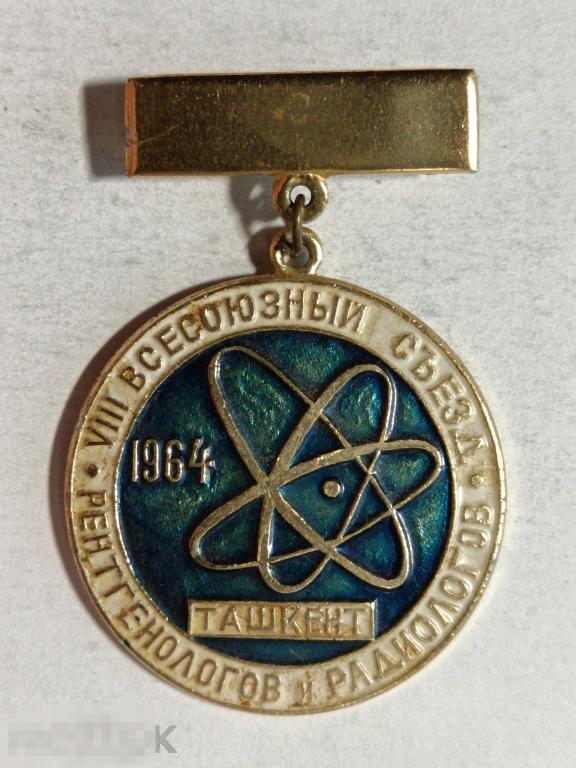 VIII ВСЕСОЮЗНЫЙ СЪЕЗД
РЕНТГЕНОЛОГОВ и РАДИОЛОГОВ
1964
ТАШКЕНТ